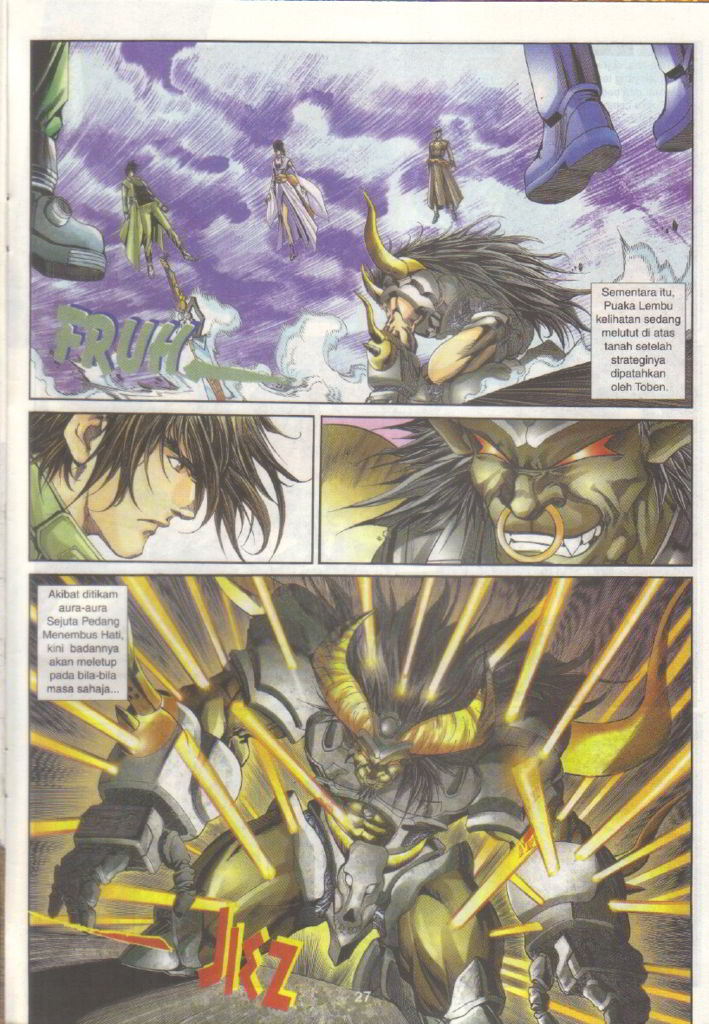 Sementara itu,
Puaka Lembu
kelihatan sedang
melutut di atas
tanah setelah
strateginya
dipatahkan
oleh Toben.
FRUH
Akibat ditikam
aura-aura
Sejuta Pedang
Menembus Hati,
kini badannya
akan meletup
pada bila-bila
masa sahaja...
JIEZ
27